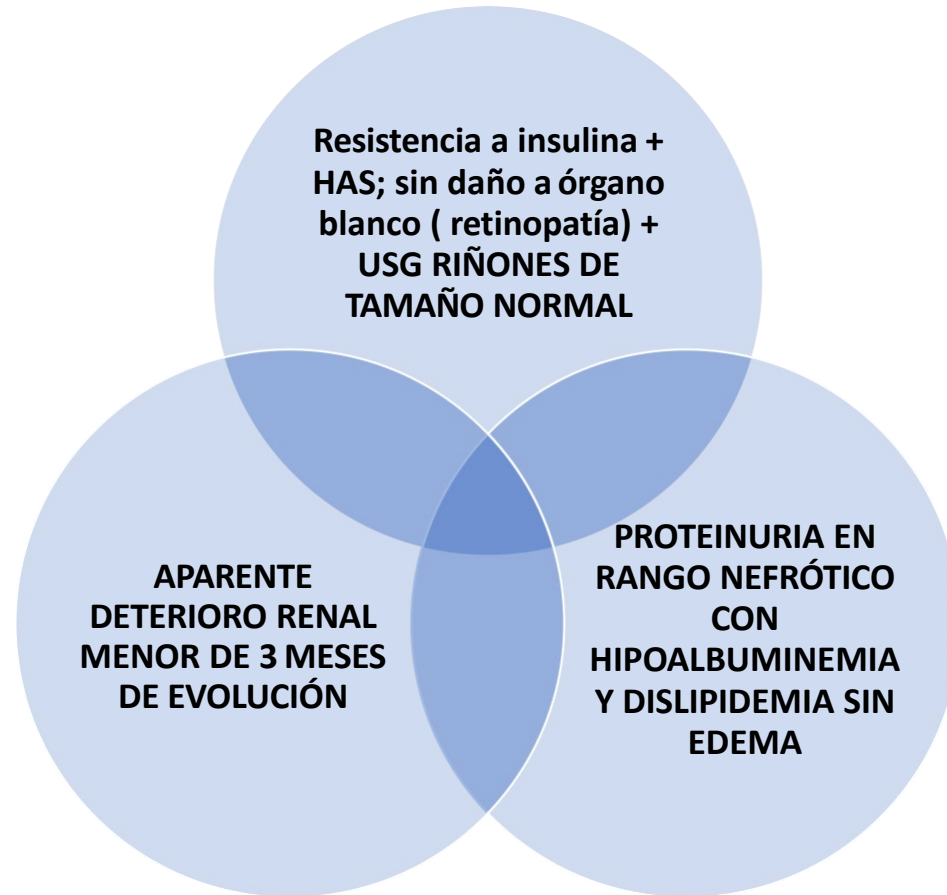 Resistencia a insulina +
HAS; sin daño a órgano
blanco ( retinopatía) +
USG RIÑONES DE
TAMAÑO NORMAL
APARENTE
DETERIORO RENAL
MENOR DE 3 MESES
DE EVOLUCIÓN
PROTEINURIA EN
RANGO NEFRÓTICO
CON
HIPOALBUMINEMIA
Y DISLIPIDEMIA SIN
EDEMA